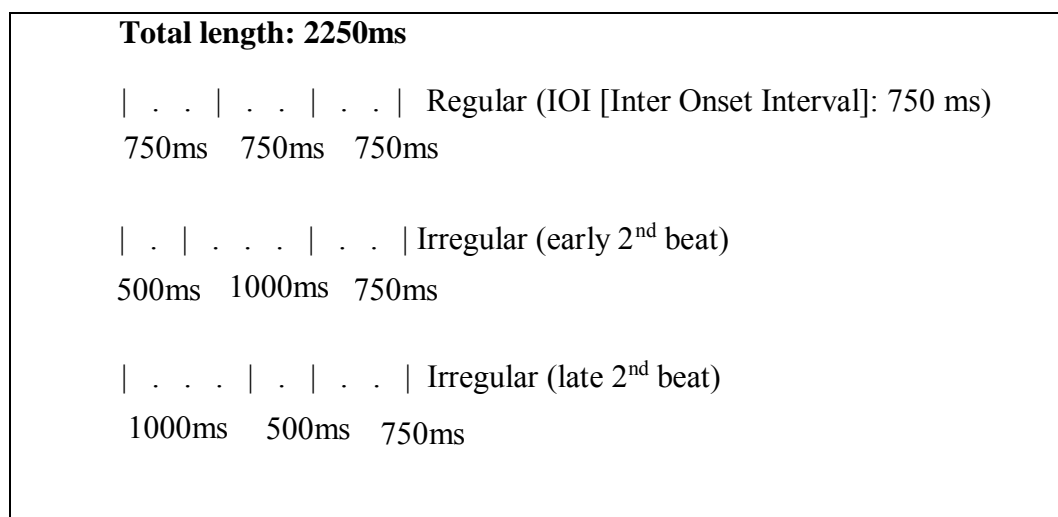 Total length: 2250ms
| . . | . . | . . | Regular (IOI [Inter Onset Interval]: 750 ms)
750ms 750ms 750ms
| . | . . . | . . | Irregular (early 2nd beat)
500ms 1000ms 750ms
| . . . | . | . . | Irregular (late 2nd beat)
1000ms 500ms 750ms